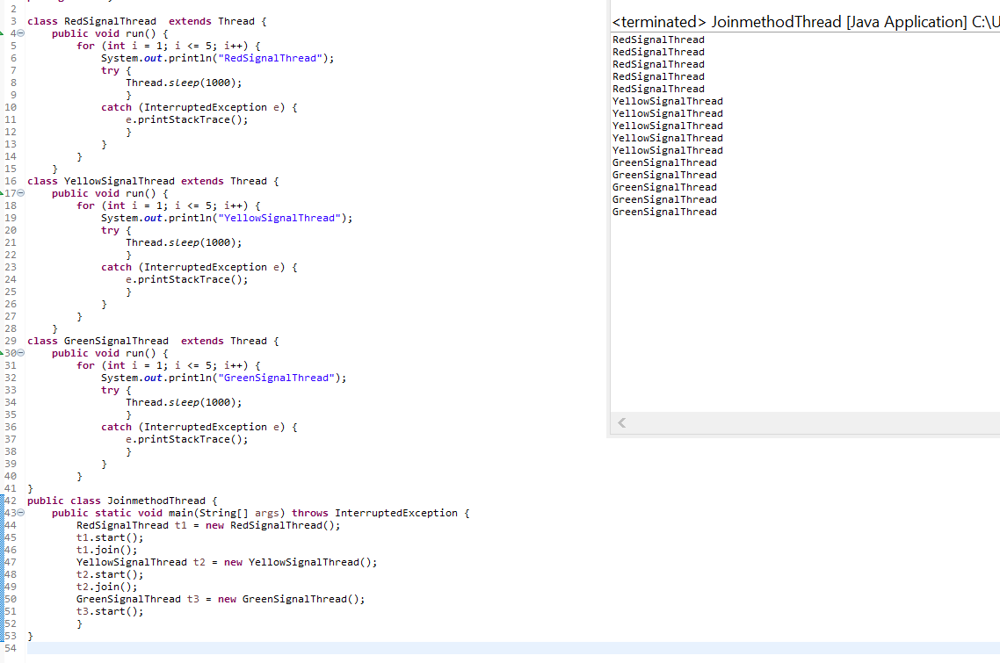 2
3 class RedSignalThread  extends Thread {
4     public void run() {
5         for (int i = 1; i <= 5; i++) {
6             System.out.println("RedSignalThread");
7             try {
8                 Thread.sleep(1000);
9                 }
10             catch (InterruptedException e) {
11                 e.printStackTrace();
12                 }
13             }
14         }
15     }
16 class YellowSignalThread extends Thread {
17     public void run() {
18         for (int i = 1; i <= 5; i++) {
19             System.out.println("YellowSignalThread");
20             try {
21                 Thread.sleep(1000);
22                 }
23             catch (InterruptedException e) {
24                 e.printStackTrace();
25                 }
26             }
27         }
28     }
29 class GreenSignalThread  extends Thread {
30     public void run() {
31         for (int i = 1; i <= 5; i++) {
32             System.out.println("GreenSignalThread");
33             try {
34                 Thread.sleep(1000);
35                 }
36             catch (InterruptedException e) {
37                 e.printStackTrace();
38                 }
39             }
40         }
41 }
42 public class JoinmethodThread {
43     public static void main(String[] args) throws InterruptedException {
44         RedSignalThread t1 = new RedSignalThread();
45         t1.start();
46         t1.join();
47         YellowSignalThread t2 = new YellowSignalThread();
48         t2.start();
49         t2.join();
50         GreenSignalThread t3 = new GreenSignalThread();
51         t3.start();
52         }
53 }
54
<terminated> JoinmethodThread [Java Application] C:\U
RedSignalThread
RedSignalThread
RedSignalThread
RedSignalThread
RedSignalThread
YellowSignalThread
YellowSignalThread
YellowSignalThread
YellowSignalThread
YellowSignalThread
GreenSignalThread
GreenSignalThread
GreenSignalThread
GreenSignalThread
GreenSignalThread